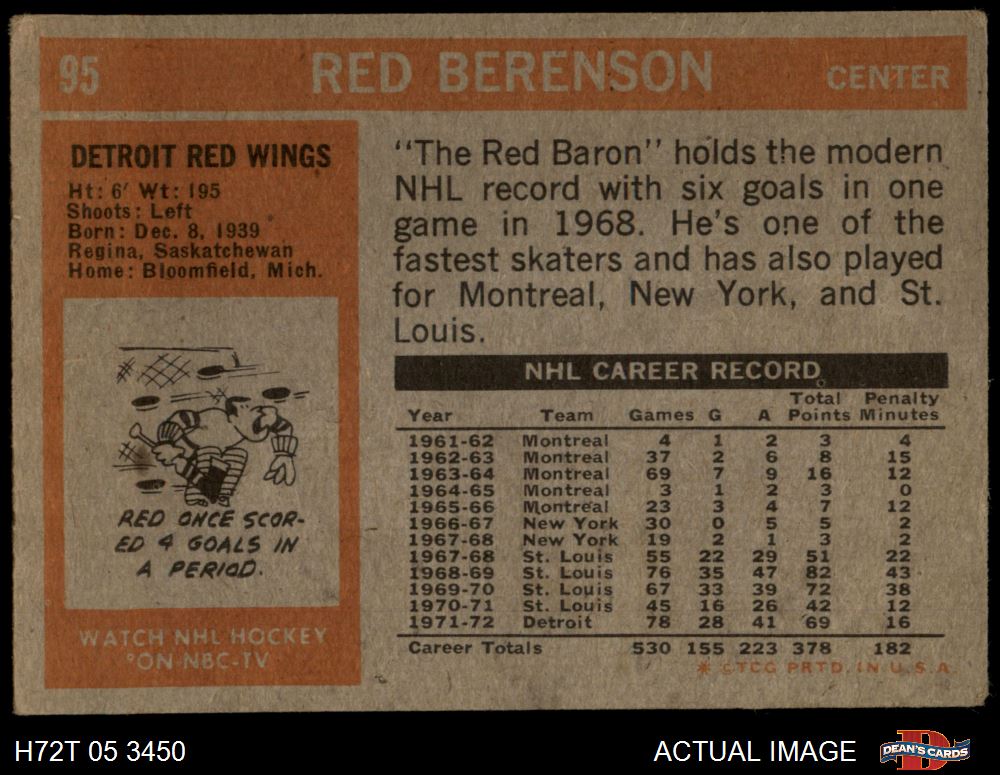 95 RED BERENSON CENTER
DETROIT RED WINGS
Ht: 6' Wt: 195
Shoots: Left
Born: Dec. 8, 1939
Regina, Saskatchewan
Home: Bloomfield, Mich.
RED ONCE SCOR-
ED 4 GOALS IN
A PERIOD.
WATCH NHL HOCKEY
ON NBC-TV
"The Red Baron" holds the modern
NHL record with six goals in one
game in 1968. He's one of the
fastest skaters and has also played
for Montreal, New York, and St.
Louis.
NHL CAREER RECORD
Total Penalty
Year Team Games G A Points Minutes
1961-62 Montreal 4 1 2 3 4
1962-63 Montreal 37 2 6 8 15
1963-64 Montreal 69 7 9 16 12
1964-65 Montreal 3 1 2 3 0
1965-66 Montreal 23 3 4 7 12
1966-67 New York 30 0 5 5 2
1967-68 New York 19 2 1 3 2
1967-68 St. Louis 55 22 29 51 22
1968-69 St. Louis 76 35 47 82 43
1969-70 St. Louis 67 33 39 72 38
1970-71 St. Louis 45 16 26 42 12
1971-72 Detroit 78 28 41 69 16
Career Totals 530 155 223 378 182
* ©TCG PRTD. IN U.S.A.
H72T 05 3450 ACTUAL IMAGE D DEAN'S CARDS